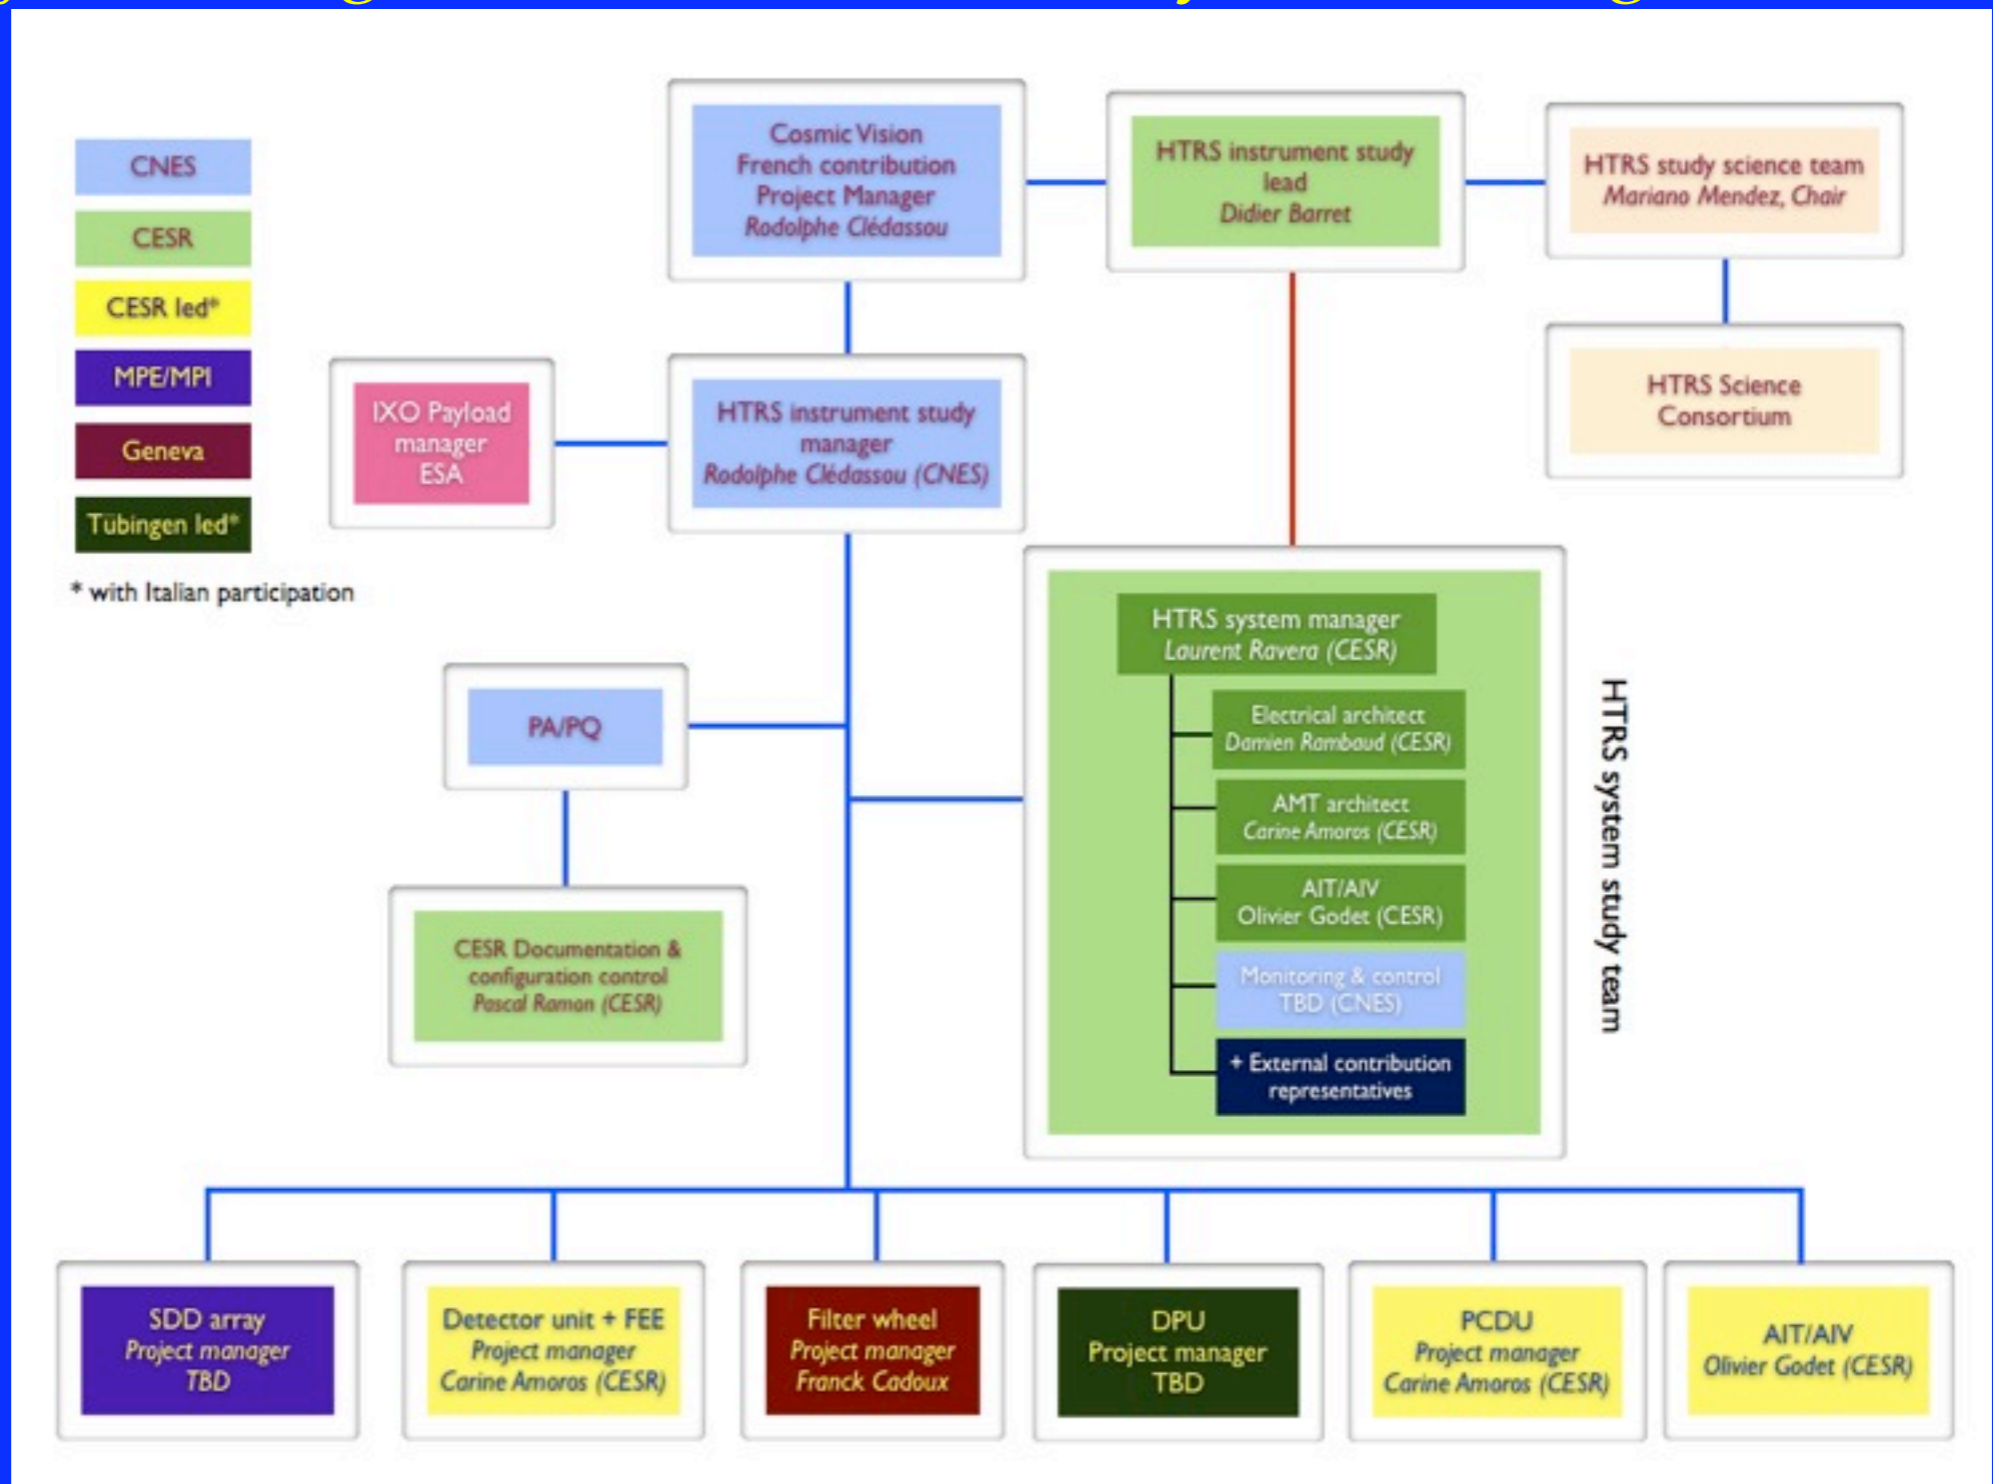 CNES
CESR
CESR led*
MPE/MPI
Geneva
Tübingen led*
* with Italian participation
Cosmic Vision
French contribution
Project Manager
Rodolphe Clédassou
HTRS instrument study
lead
Didier Barret
HTRS study science team
Mariano Mendez, Chair
HTRS Science
Consortium
IXO Payload
manager
ESA
HTRS instrument study
manager
Rodolphe Clédassou (CNES)
PA/PQ
CESR Documentation &
configuration control
Pascal Ramon (CESR)
HTRS system manager
Laurent Ravera (CESR)
Electrical architect
Damien Rambaud (CESR)
AMT architect
Carine Amoros (CESR)
AIT/AIV
Olivier Godet (CESR)
Monitoring & control
TBD (CNES)
+ External contribution
representatives
HTRS system study team
SDD array
Project manager
TBD
Detector unit + FEE
Project manager
Carine Amoros (CESR)
Filter wheel
Project manager
Franck Cadoux
DPU
Project manager
TBD
PCDU
Project manager
Carine Amoros (CESR)
AIT/AIV
Olivier Godet (CESR)